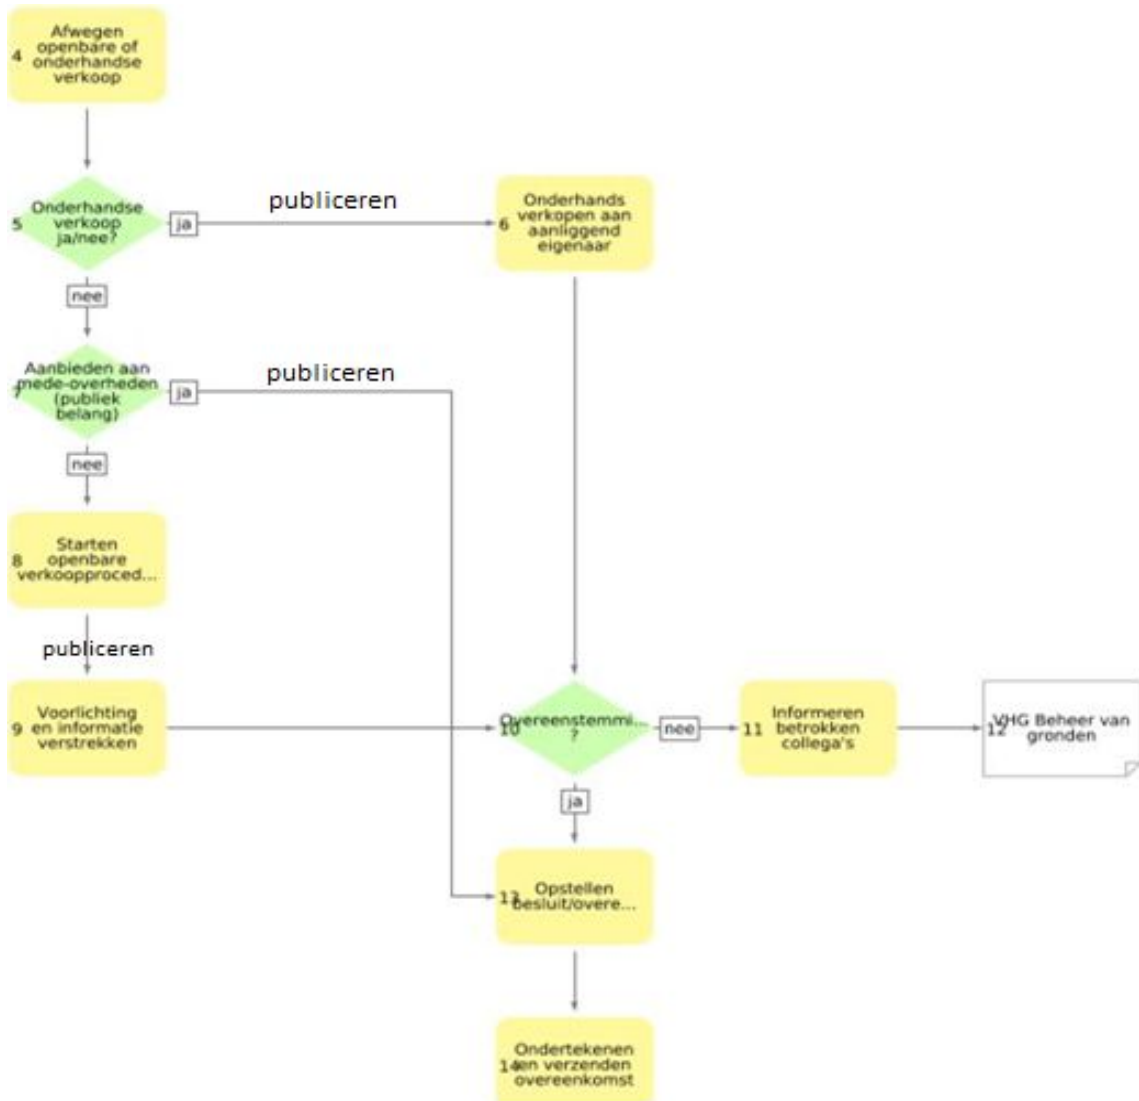 4
Afwegen
openbare of
onderhandse
verkoop
5
Onderhandse
verkoop
ja/nee?
ja
publiceren
6
Onderhands
verkopen aan
aanliggend
eigenaar
nee
7
Aanbieden aan
mede-overheden
(publiek
belang)
ja
publiceren
nee
8
Starten
openbare
verkoopproced...
publiceren
9
Voorlichting
en informatie
verstrekken
10
Overeenstemmi...
?
nee
11
Informeren
betrokken
collega's
12
VHG Beheer van
gronden
ja
13
Opstellen
besluit/overe...
14
Ondertekenen
en verzenden
overeenkomst